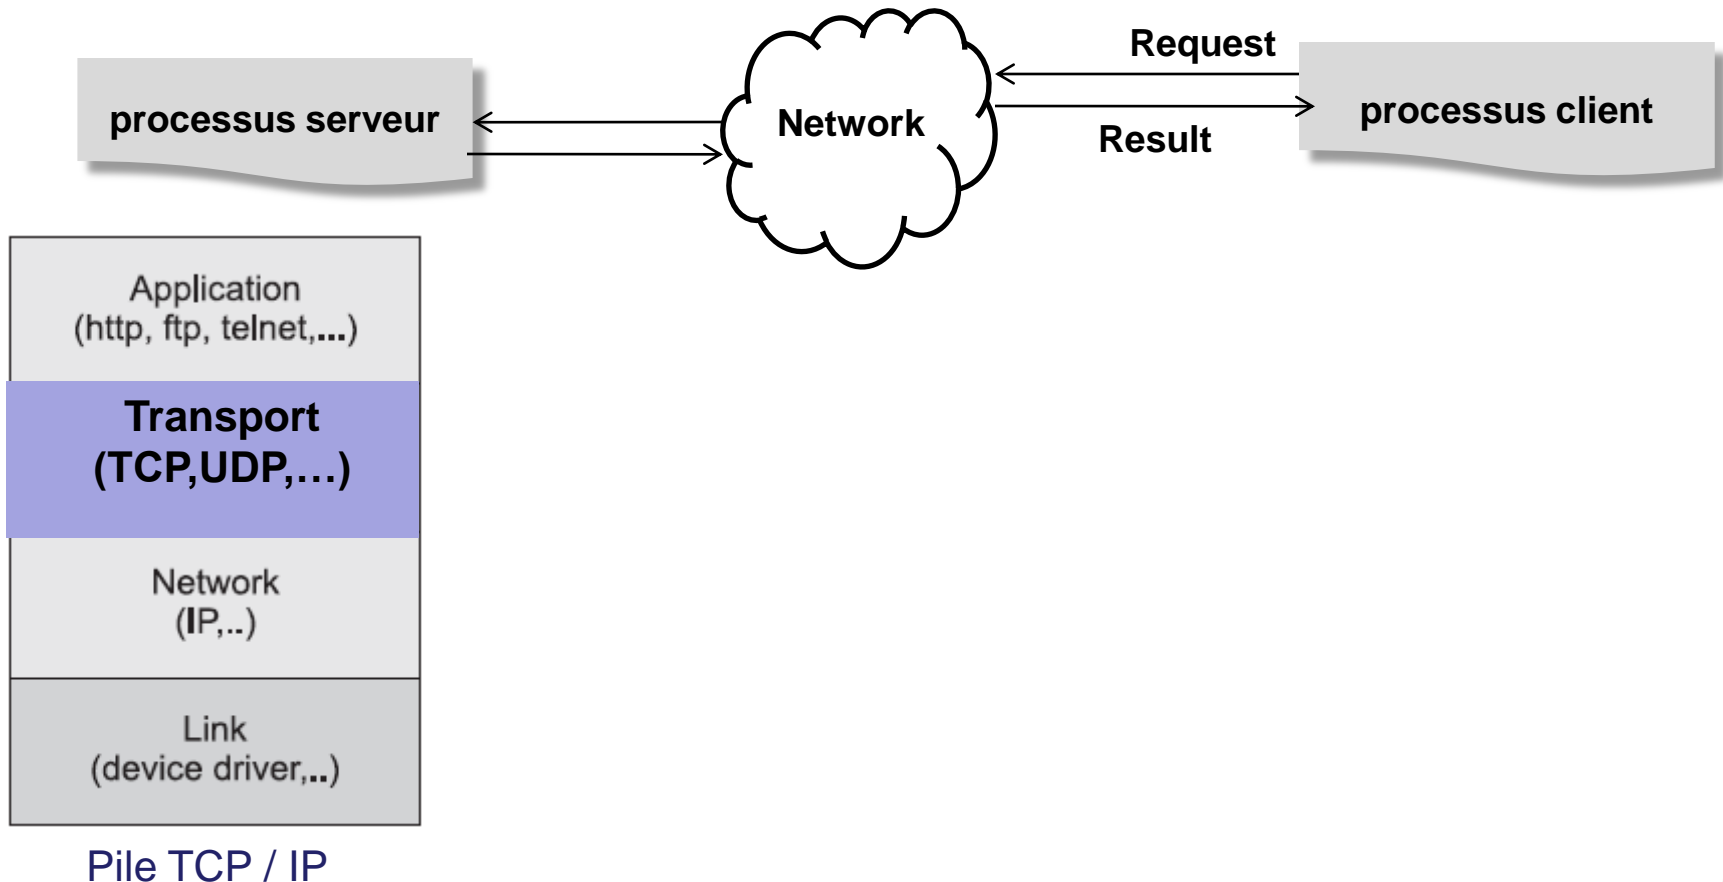 Request
processus serveur
Network
processus client
Result
Application
(http, ftp, telnet,...)
Transport
(TCP,UDP,…)
Network
(IP,..)
Link
(device driver,..)
Pile TCP / IP